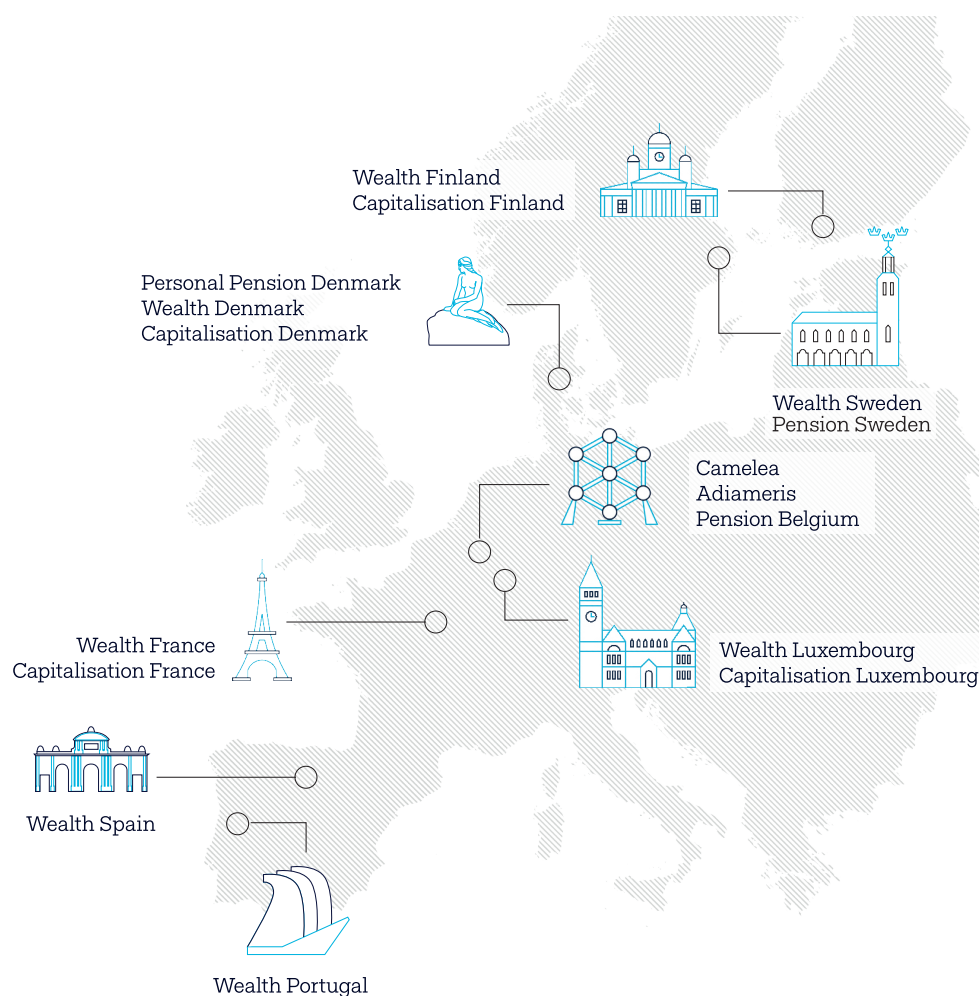 Wealth Finland
Capitalisation Finland
Personal Pension Denmark
Wealth Denmark
Capitalisation Denmark
Wealth Sweden
Pension Sweden
Camelea
Adiameris
Pension Belgium
Wealth France
Capitalisation France
Wealth Luxembourg
Capitalisation Luxembourg
Wealth Spain
Wealth Portugal